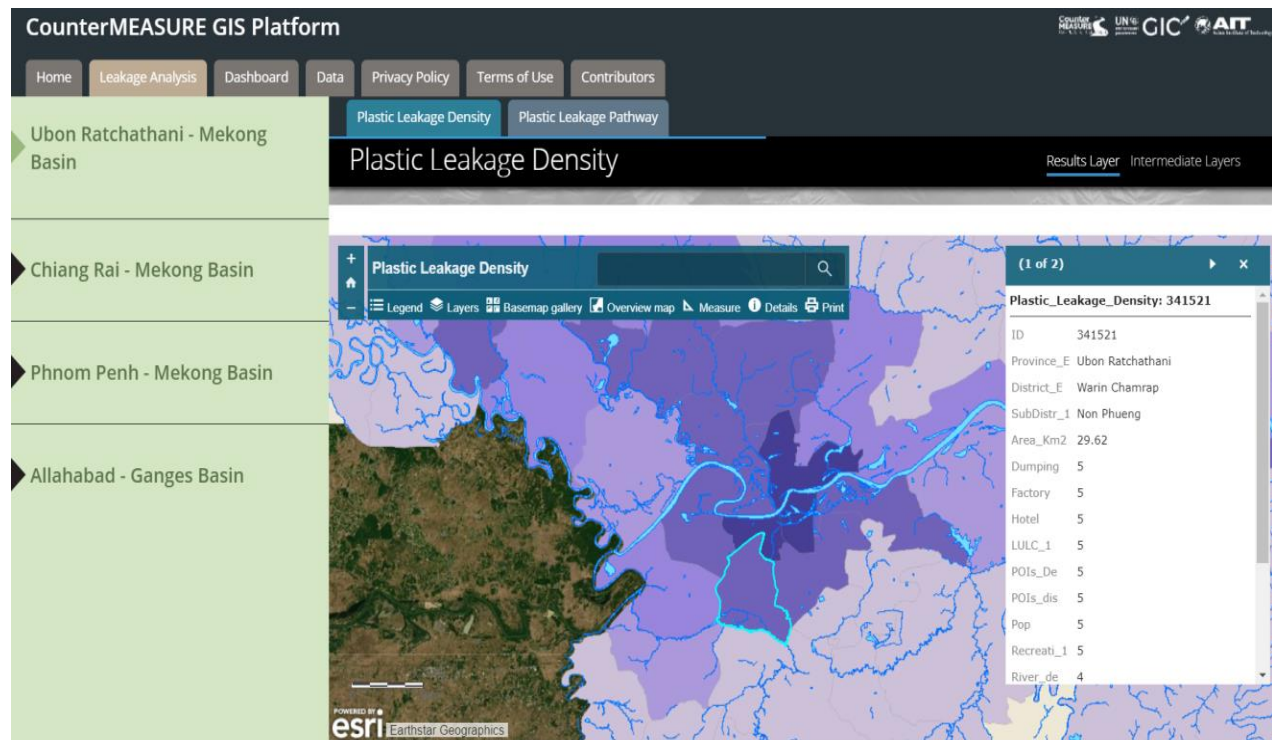 CounterMEASURE GIS Platform
Counter MEASURE UN GIC AIT
Home Leakage Analysis Dashboard Data Privacy Policy Terms of Use Contributors
Plastic Leakage Density Plastic Leakage Pathway
Plastic Leakage Density
Results Layer Intermediate Layers
Ubon Ratchathani - Mekong
Basin
Chiang Rai - Mekong Basin
Phnom Penh - Mekong Basin
Allahabad - Ganges Basin
Plastic Leakage Density
Legend Layers Basemap gallery Overview map Measure Details Print
(1 of 2)
Plastic_Leakage_Density: 341521
ID 341521
Province_E Ubon Ratchathani
District_E Warin Chamrap
SubDistr_1 Non Phueng
Area_Km2 29.62
Dumping 5
Factory 5
Hotel 5
LULC_1 5
POIs_De 5
POIs_dis 5
Pop 5
Recreati_1 5
River_de 4
POWERED BY
esri Earthstar Geographics